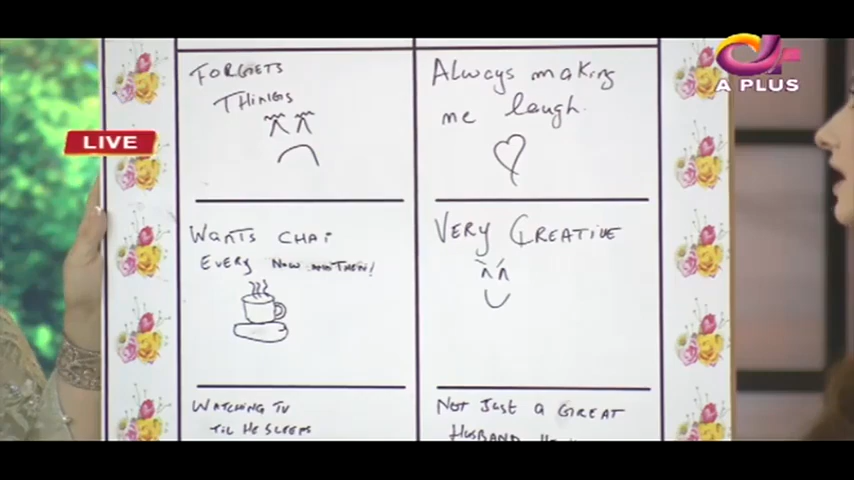 A PLUS
LIVE
FORGETS
THINGS
Always making
me laugh.
WANTS CHAI
EVERY NOW AND THEN!
VERY CREATIVE
WATCHING TV
TIL HE SLEEPS
NOT JUST A GREAT
HUSBAND